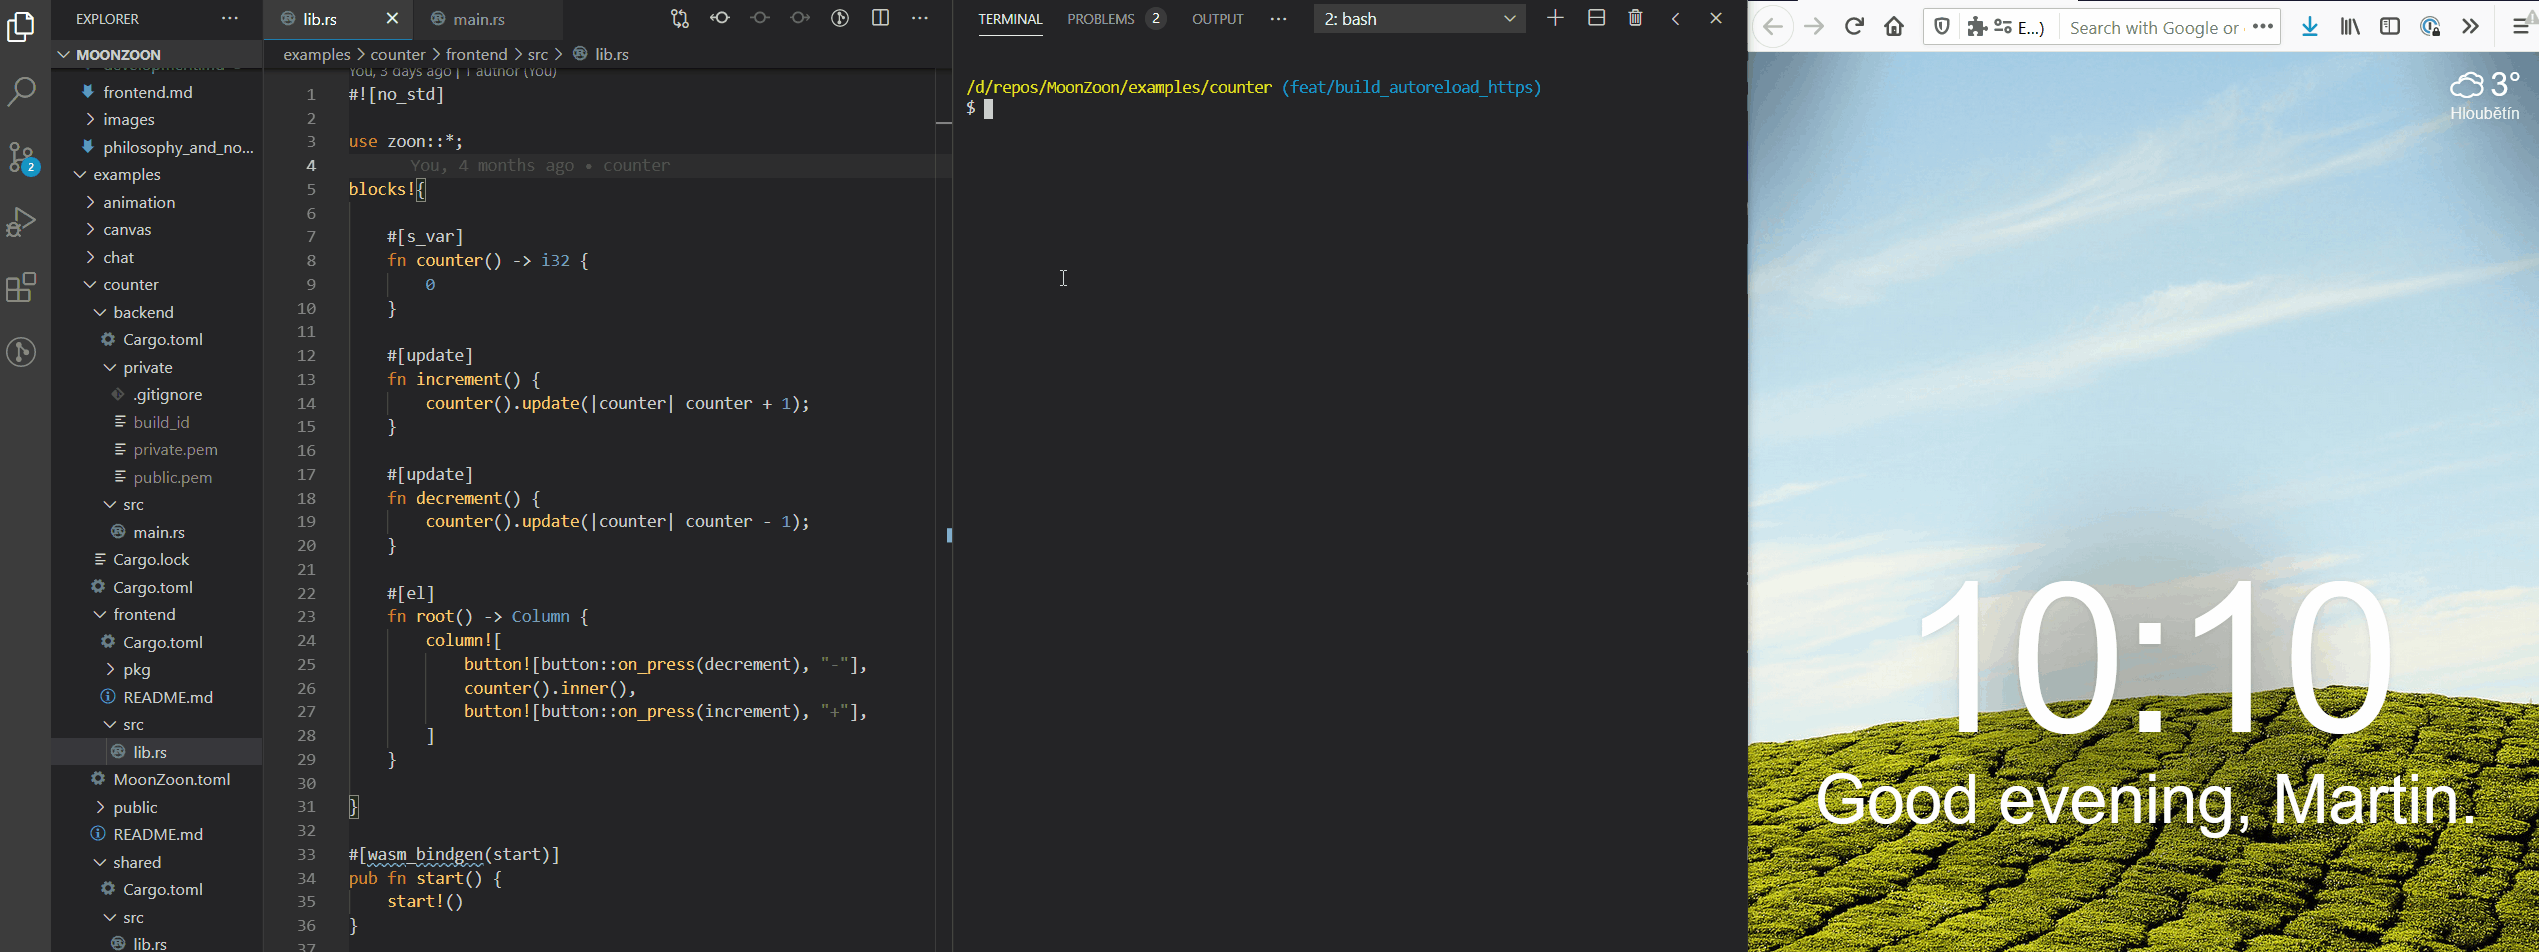 EXPLORER
MOONZOON
development.md
frontend.md
images
philosophy_and_no...
examples
animation
canvas
chat
counter
backend
Cargo.toml
private
.gitignore
build_id
private.pem
public.pem
src
main.rs
Cargo.lock
Cargo.toml
frontend
Cargo.toml
pkg
README.md
src
lib.rs
MoonZoon.toml
public
README.md
shared
Cargo.toml
src
lib.rs
2
lib.rs
main.rs
examples > counter > frontend > src > lib.rs
You, 3 days ago | 1 author (You)
1 #![no_std]
2
3 use zoon::*;
4 You, 4 months ago • counter
5 blocks!{
6
7 #[s_var]
8 fn counter() -> i32 {
9 0
10 }
11
12 #[update]
13 fn increment() {
14 counter().update(|counter| counter + 1);
15 }
16
17 #[update]
18 fn decrement() {
19 counter().update(|counter| counter - 1);
20 }
21
22 #[el]
23 fn root() -> Column {
24 column![
25 button![button::on_press(decrement), "-"],
26 counter().inner(),
27 button![button::on_press(increment), "+"],
28 ]
29 }
30
31 }
32
33 #[wasm_bindgen(start)]
34 pub fn start() {
35 start!()
36 }
37
TERMINAL PROBLEMS 2 OUTPUT ... 2: bash
/d/repos/MoonZoon/examples/counter (feat/build_autoreload_https)
$
E...) Search with Google or
3°
Hloubětín
10:10
Good evening, Martin.